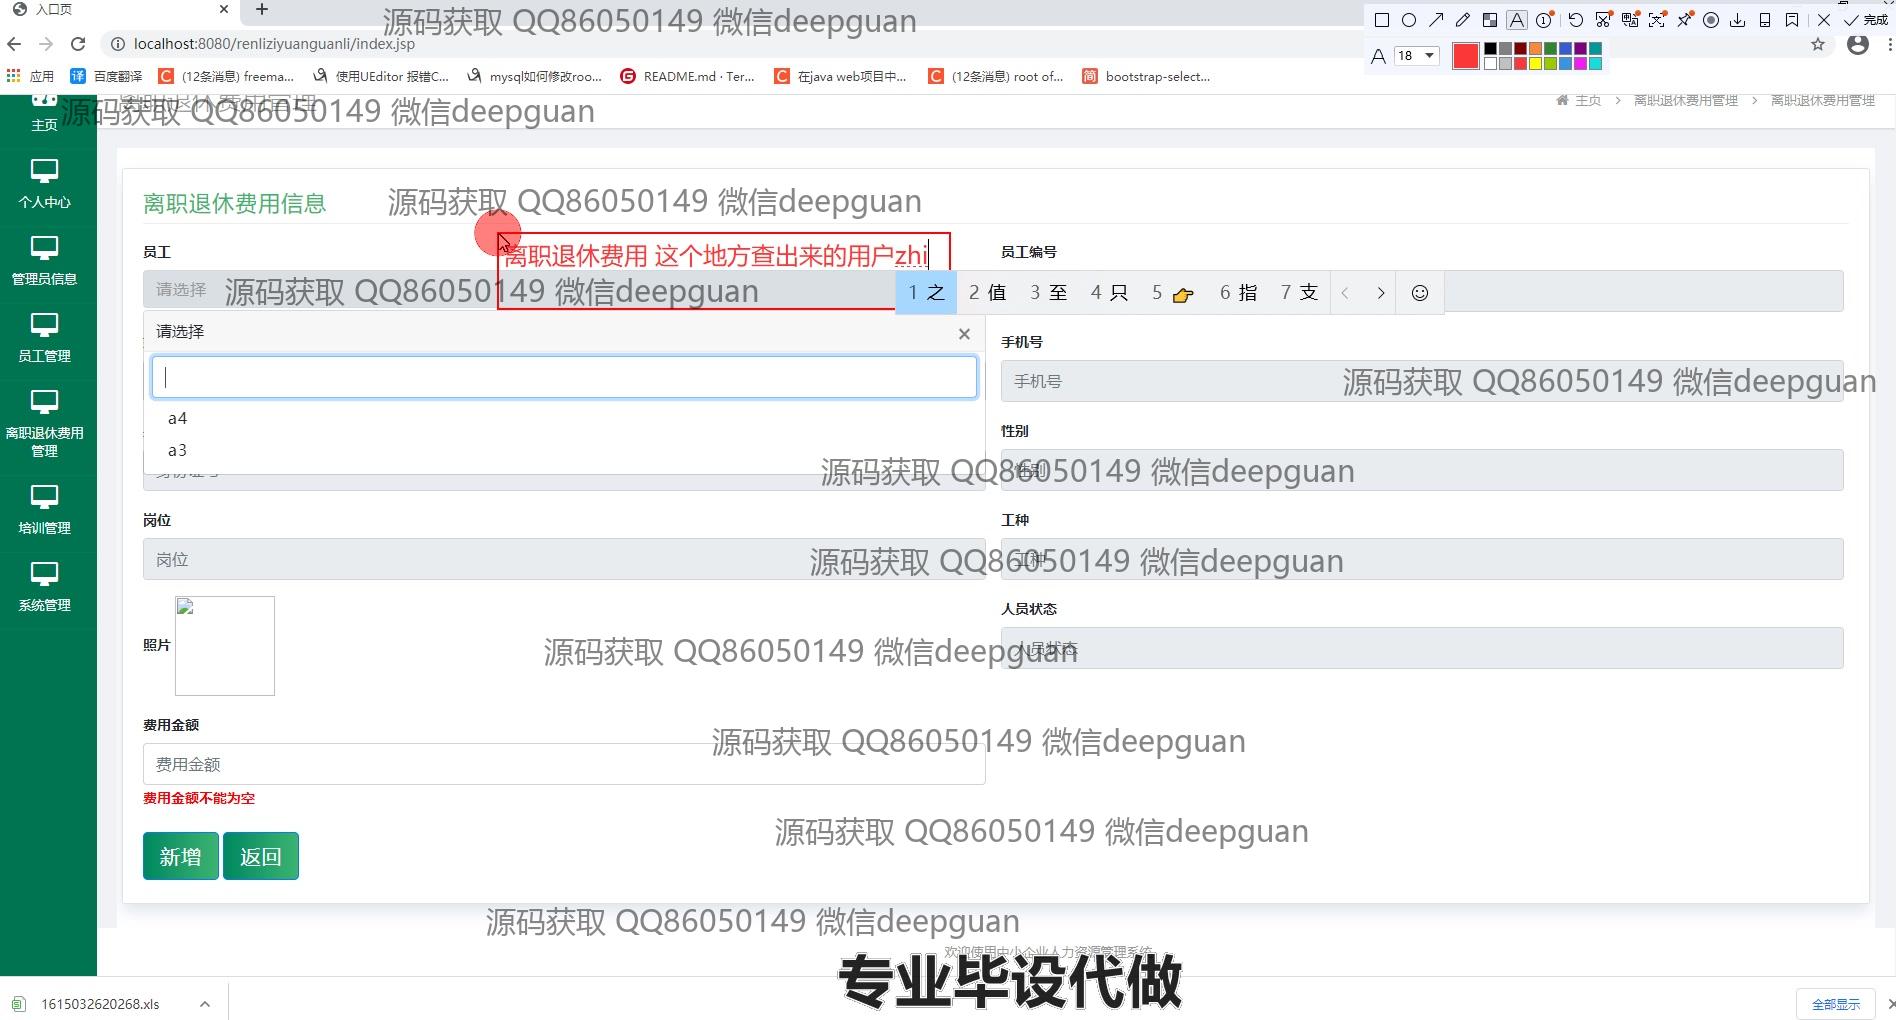 入口页
源码获取 QQ86050149 微信deepguan
完成
localhost:8080/renliziyuanguanli/index.jsp
A 18
应用 百度翻译 (12条消息) freema... 使用UEditor 报错C... mysql如何修改roo... README.md · Ter... 在java web项目中... (12条消息) root of... bootstrap-select...
离职退休费用管理
主页 > 离职退休费用管理 > 离职退休费用管理
源码获取 QQ86050149 微信deepguan
主页
个人中心
管理员信息
员工管理
离职退休费用
管理
培训管理
系统管理
离职退休费用信息
源码获取 QQ86050149 微信deepguan
员工
离职退休费用 这个地方查出来的用户zhi
员工编号
请选择
源码获取 QQ86050149 微信deepguan
1 之 2 值 3 至 4 只 5 👉 6 指 7 支
请选择
手机号
手机号
源码获取 QQ86050149 微信deepguan
a4
a3
性别
身份证号
性别
源码获取 QQ86050149 微信deepguan
岗位
工种
岗位
工种
源码获取 QQ86050149 微信deepguan
照片
人员状态
人员状态
源码获取 QQ86050149 微信deepguan
费用金额
源码获取 QQ86050149 微信deepguan
费用金额
费用金额不能为空
新增
返回
源码获取 QQ86050149 微信deepguan
源码获取 QQ86050149 微信deepguan
欢迎使用中小企业人力资源管理系统
专业毕设代做
1615032620268.xls
全部显示